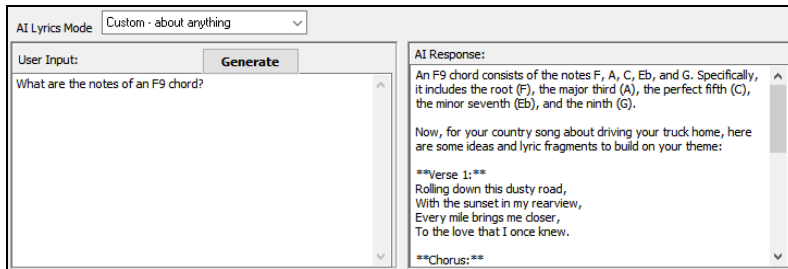 AI Lyrics Mode Custom - about anything
User Input: Generate
What are the notes of an F9 chord?
AI Response:
An F9 chord consists of the notes F, A, C, Eb, and G. Specifically,
it includes the root (F), the major third (A), the perfect fifth (C),
the minor seventh (Eb), and the ninth (G).
Now, for your country song about driving your truck home, here
are some ideas and lyric fragments to build on your theme:
**Verse 1:**
Rolling down this dusty road,
With the sunset in my rearview,
Every mile brings me closer,
To the love that I once knew.
**Chorus:**